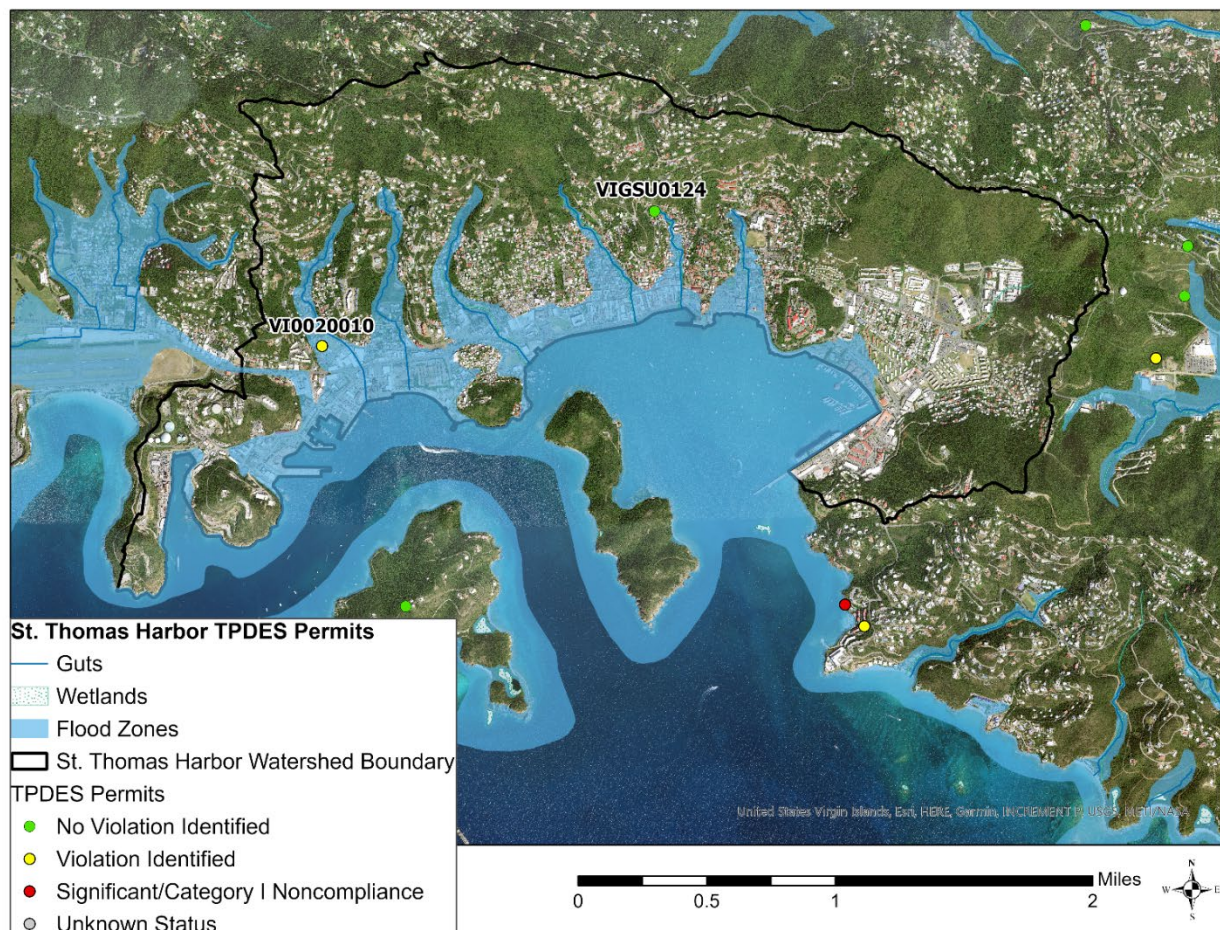 VIGSU0124
VI0020010
St. Thomas Harbor TPDES Permits
Guts
Wetlands
Flood Zones
St. Thomas Harbor Watershed Boundary
TPDES Permits
No Violation Identified
Violation Identified
Significant/Category I Noncompliance
Unknown Status
United States Virgin Islands, Esri, HERE, Garmin, INCREMENT P, USGS, METI/NASA
Miles
0 0.5 1 2
N
W E
S